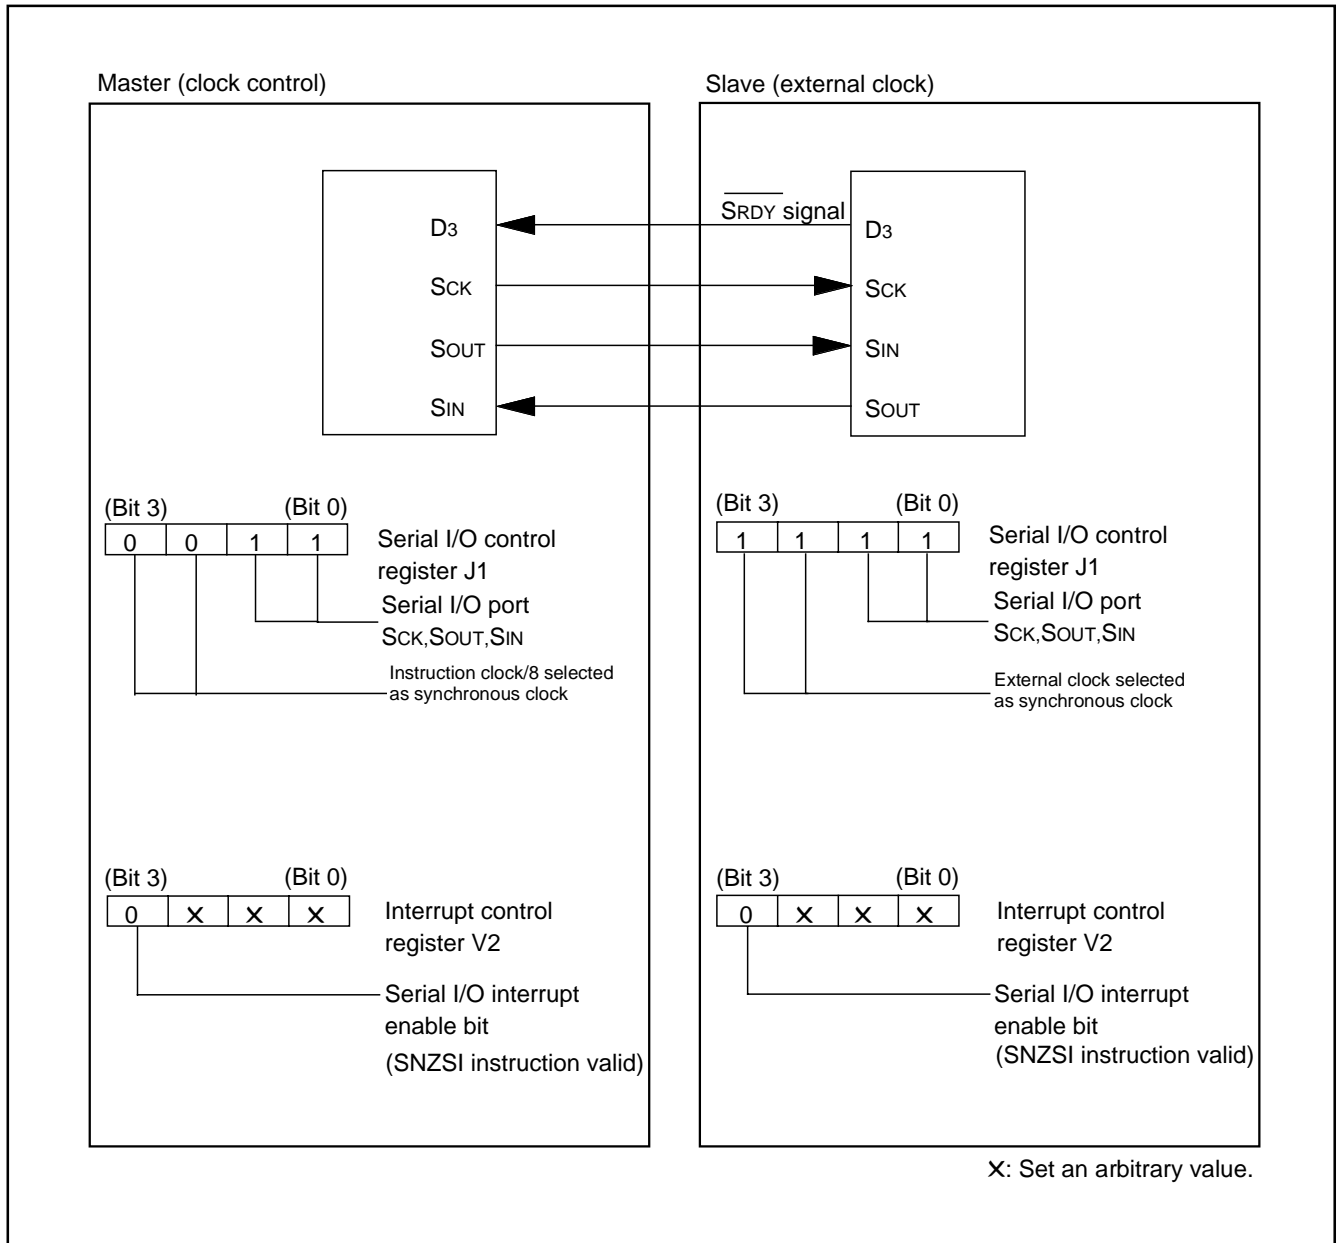 Master (clock control)
D3
SCK
SOUT
SIN
(Bit 3) (Bit 0)
0 0 1 1
Serial I/O control
register J1
Serial I/O port
SCK,SOUT,SIN
Instruction clock/8 selected
as synchronous clock
(Bit 3) (Bit 0)
0 X X X
Interrupt control
register V2
Serial I/O interrupt
enable bit
(SNZSI instruction valid)
Slave (external clock)
SRDY signal
D3
SCK
SIN
SOUT
(Bit 3) (Bit 0)
1 1 1 1
Serial I/O control
register J1
Serial I/O port
SCK,SOUT,SIN
External clock selected
as synchronous clock
(Bit 3) (Bit 0)
0 X X X
Interrupt control
register V2
Serial I/O interrupt
enable bit
(SNZSI instruction valid)
X: Set an arbitrary value.